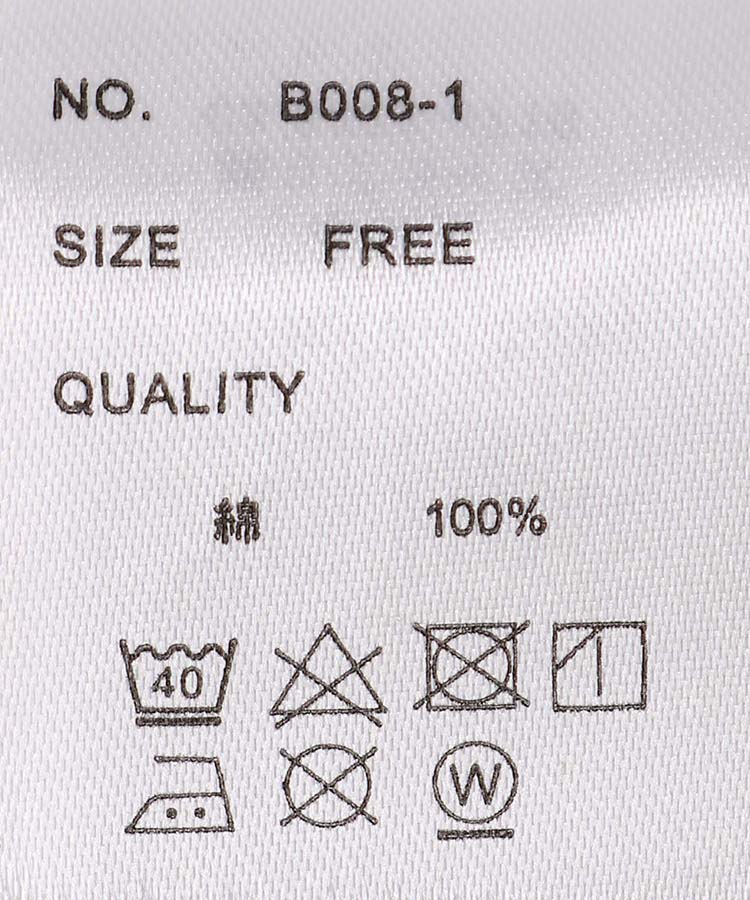 NO. B008-1
SIZE FREE
QUALITY
綿 100%
40
W